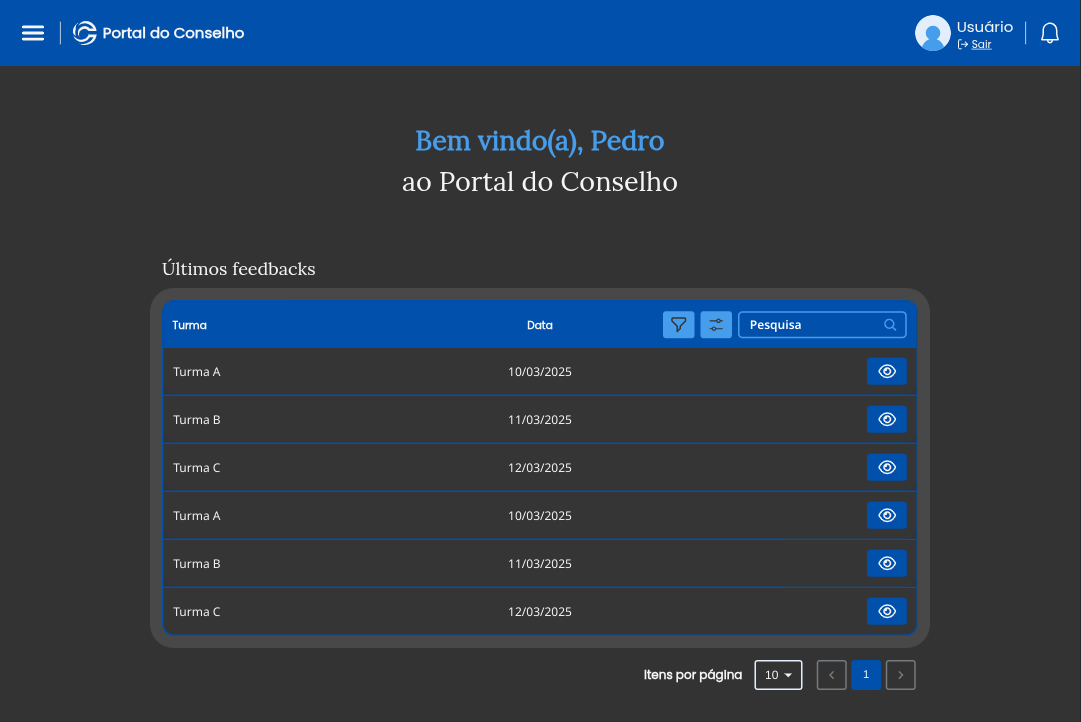 Portal do Conselho
Usuário
Sair
Bem vindo(a), Pedro
ao Portal do Conselho
Últimos feedbacks
Turma Data Pesquisa
Turma A 10/03/2025
Turma B 11/03/2025
Turma C 12/03/2025
Turma A 10/03/2025
Turma B 11/03/2025
Turma C 12/03/2025
Itens por página 10 1